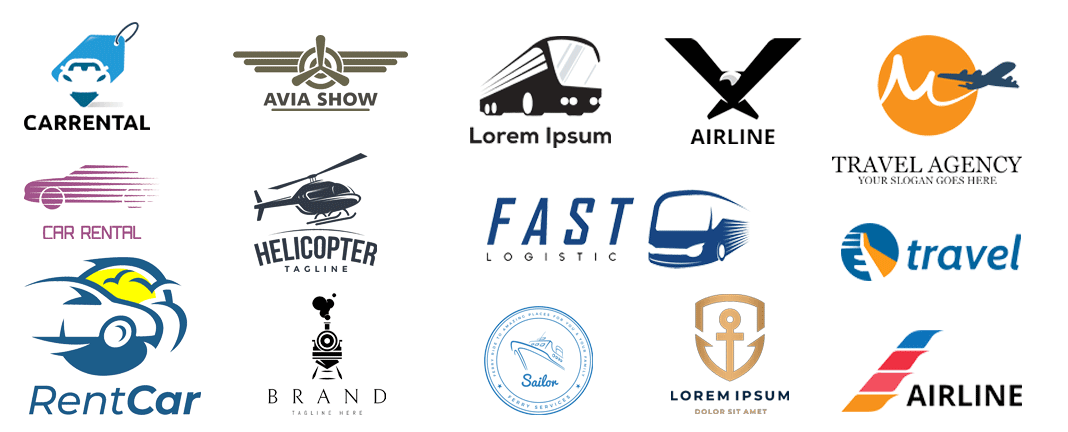 CARRENTAL
CAR RENTAL
RentCar
AVIA SHOW
HELICOPTER
TAGLINE
BRAND
TAGLINE HERE
Lorem Ipsum
FAST
LOGISTIC
Sailor
FERRY SERVICES
AIRLINE
LOREM IPSUM
DOLOR SIT AMET
M
TRAVEL AGENCY
YOUR SLOGAN GOES HERE
travel
AIRLINE